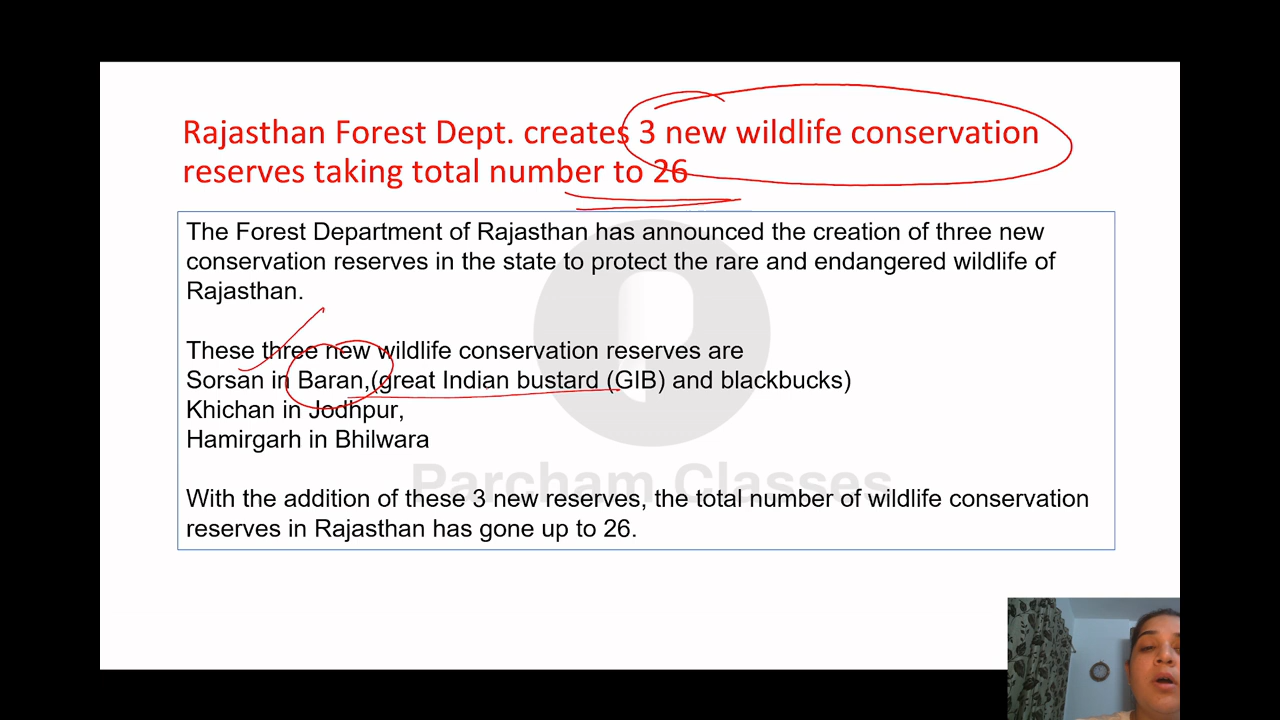 Rajasthan Forest Dept. creates 3 new wildlife conservation
reserves taking total number to 26
The Forest Department of Rajasthan has announced the creation of three new
conservation reserves in the state to protect the rare and endangered wildlife of
Rajasthan.
These three new wildlife conservation reserves are
Sorsan in Baran,(great Indian bustard (GIB) and blackbucks)
Khichan in Jodhpur,
Hamirgarh in Bhilwara
Parcham Classes
With the addition of these 3 new reserves, the total number of wildlife conservation
reserves in Rajasthan has gone up to 26.